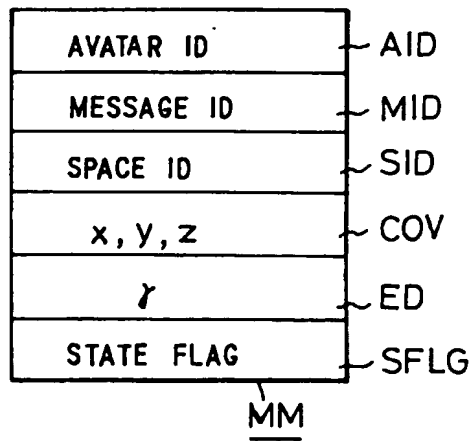 AVATAR ID AID
MESSAGE ID MID
SPACE ID SID
x, y, z COV
γ ED
STATE FLAG SFLG
MM